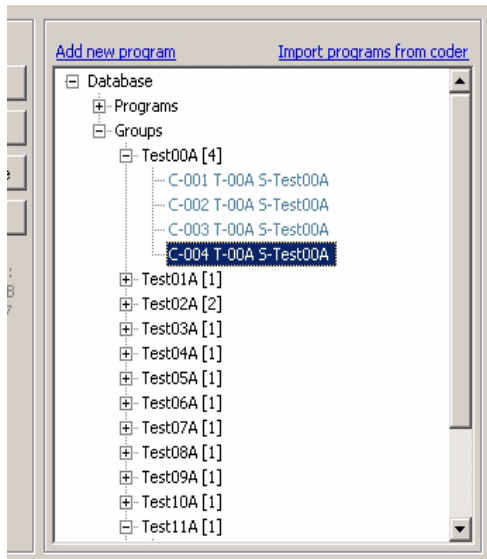 Add new program Import programs from coder
Database
Programs
Groups
Test00A [4]
C-001 T-00A S-Test00A
C-002 T-00A S-Test00A
C-003 T-00A S-Test00A
C-004 T-00A S-Test00A
Test01A [1]
Test02A [2]
Test03A [1]
Test04A [1]
Test05A [1]
Test06A [1]
Test07A [1]
Test08A [1]
Test09A [1]
Test10A [1]
Test11A [1]